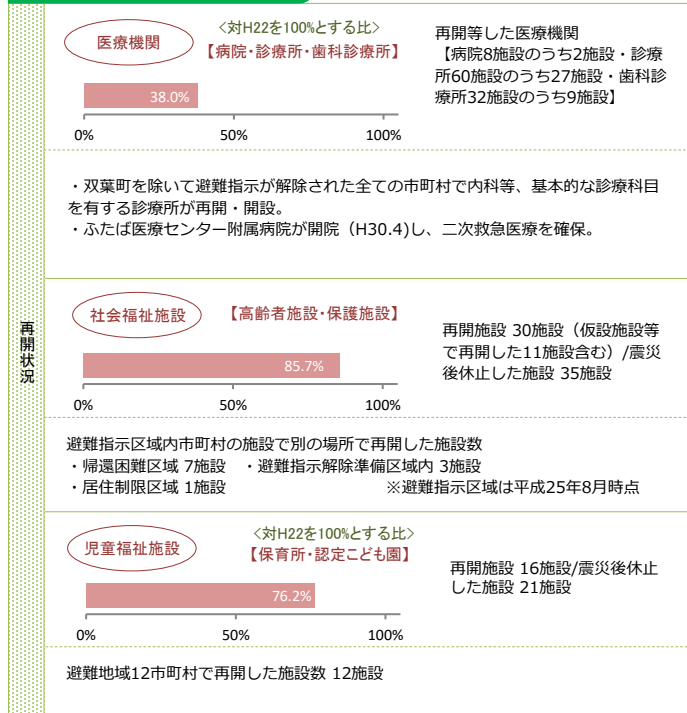 再開状況
医療機関
<対H22を100%とする比>
【病院・診療所・歯科診療所】
38.0%
0%
50%
100%
再開等した医療機関
【病院8施設のうち2施設・診療
所60施設のうち27施設・歯科診
療所32施設のうち9施設】
・双葉町を除いて避難指示が解除された全ての市町村で内科等、基本的な診療科目
を有する診療所が再開・開設。
・ふたば医療センター附属病院が開院（H30.4)し、二次救急医療を確保。
社会福祉施設
【高齢者施設・保護施設】
85.7%
0%
50%
100%
再開施設 30施設（仮設施設等
で再開した11施設含む）/震災
後休止した施設 35施設
避難指示区域内市町村の施設で別の場所で再開した施設数
・帰還困難区域 7施設　・避難指示解除準備区域内 3施設
・居住制限区域 1施設　※避難指示区域は平成25年8月時点
児童福祉施設
<対H22を100%とする比>
【保育所・認定こども園】
76.2%
0%
50%
100%
再開施設 16施設/震災後休止
した施設 21施設
避難地域12市町村で再開した施設数 12施設